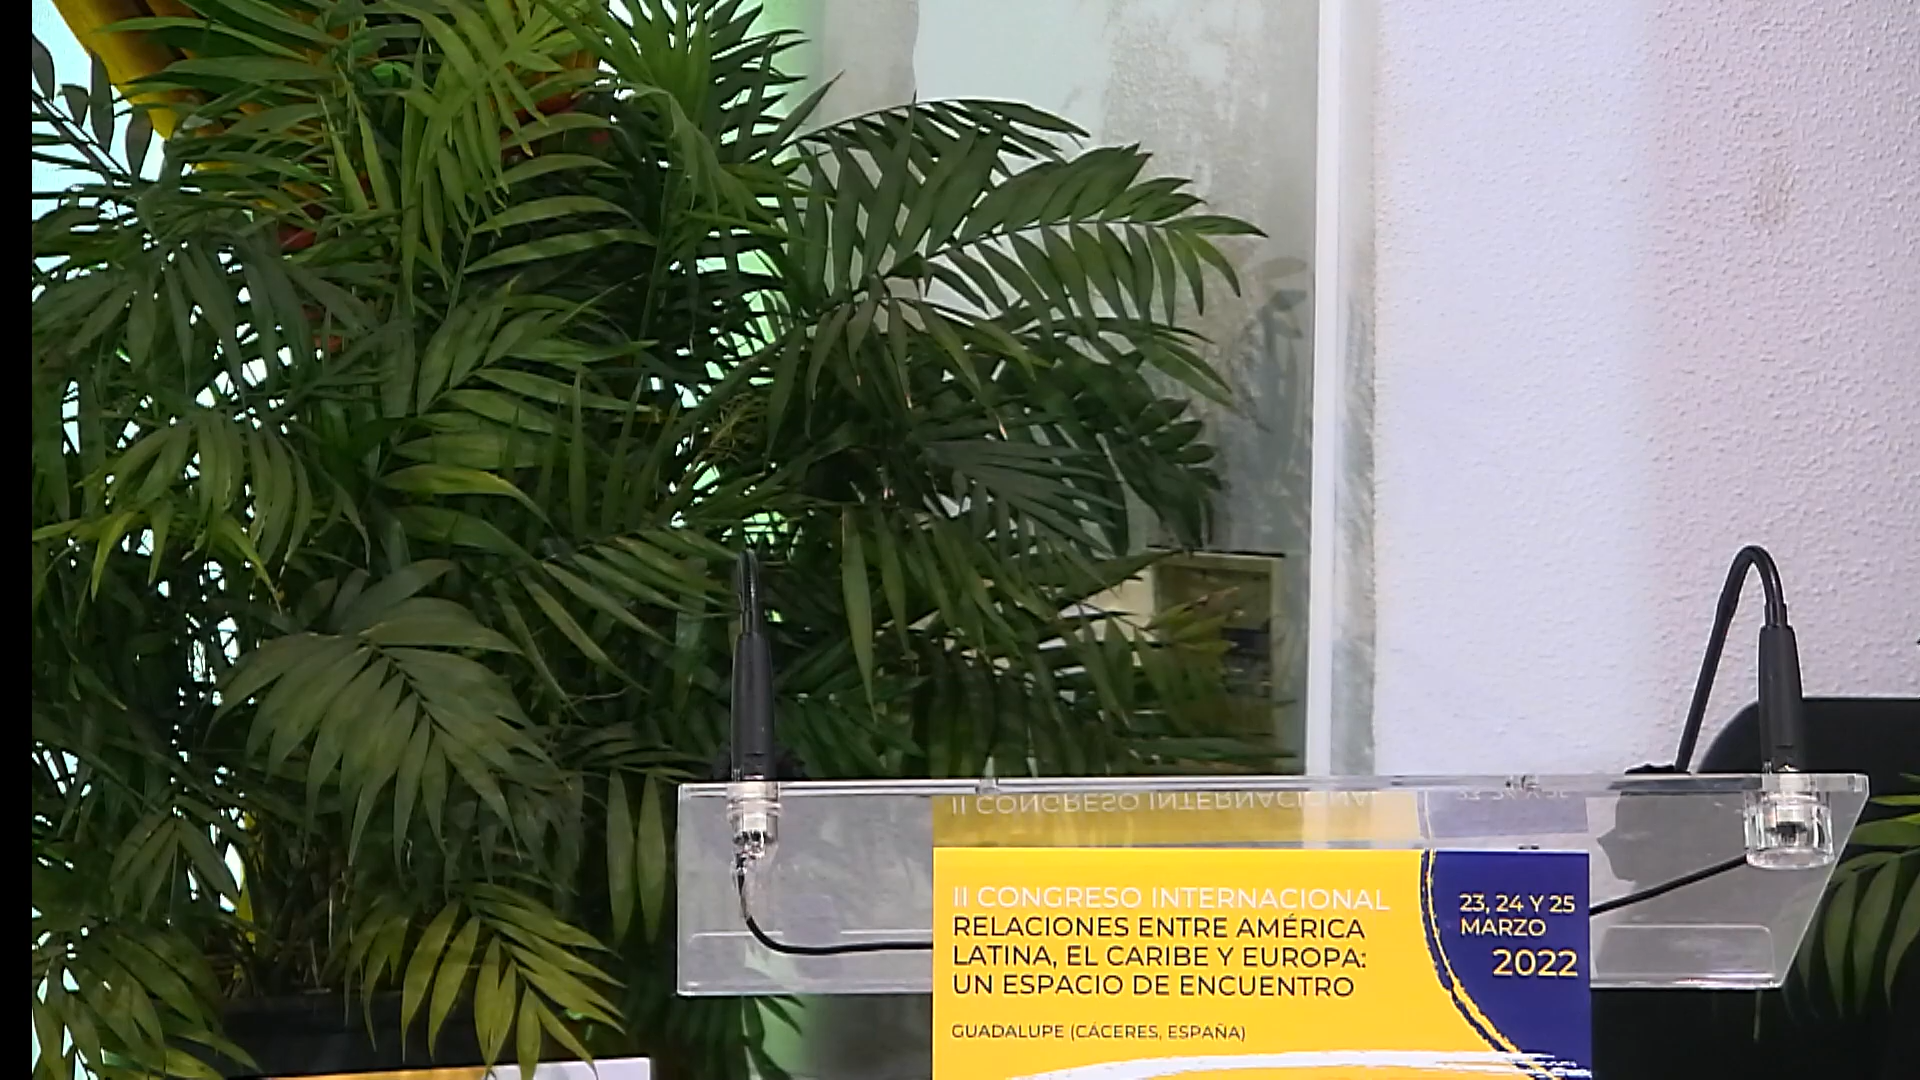 II CONGRESO INTERNACIONAL
RELACIONES ENTRE AMÉRICA
LATINA, EL CARIBE Y EUROPA:
UN ESPACIO DE ENCUENTRO
GUADALUPE (CÁCERES, ESPAÑA)
23, 24 Y 25
MARZO
2022